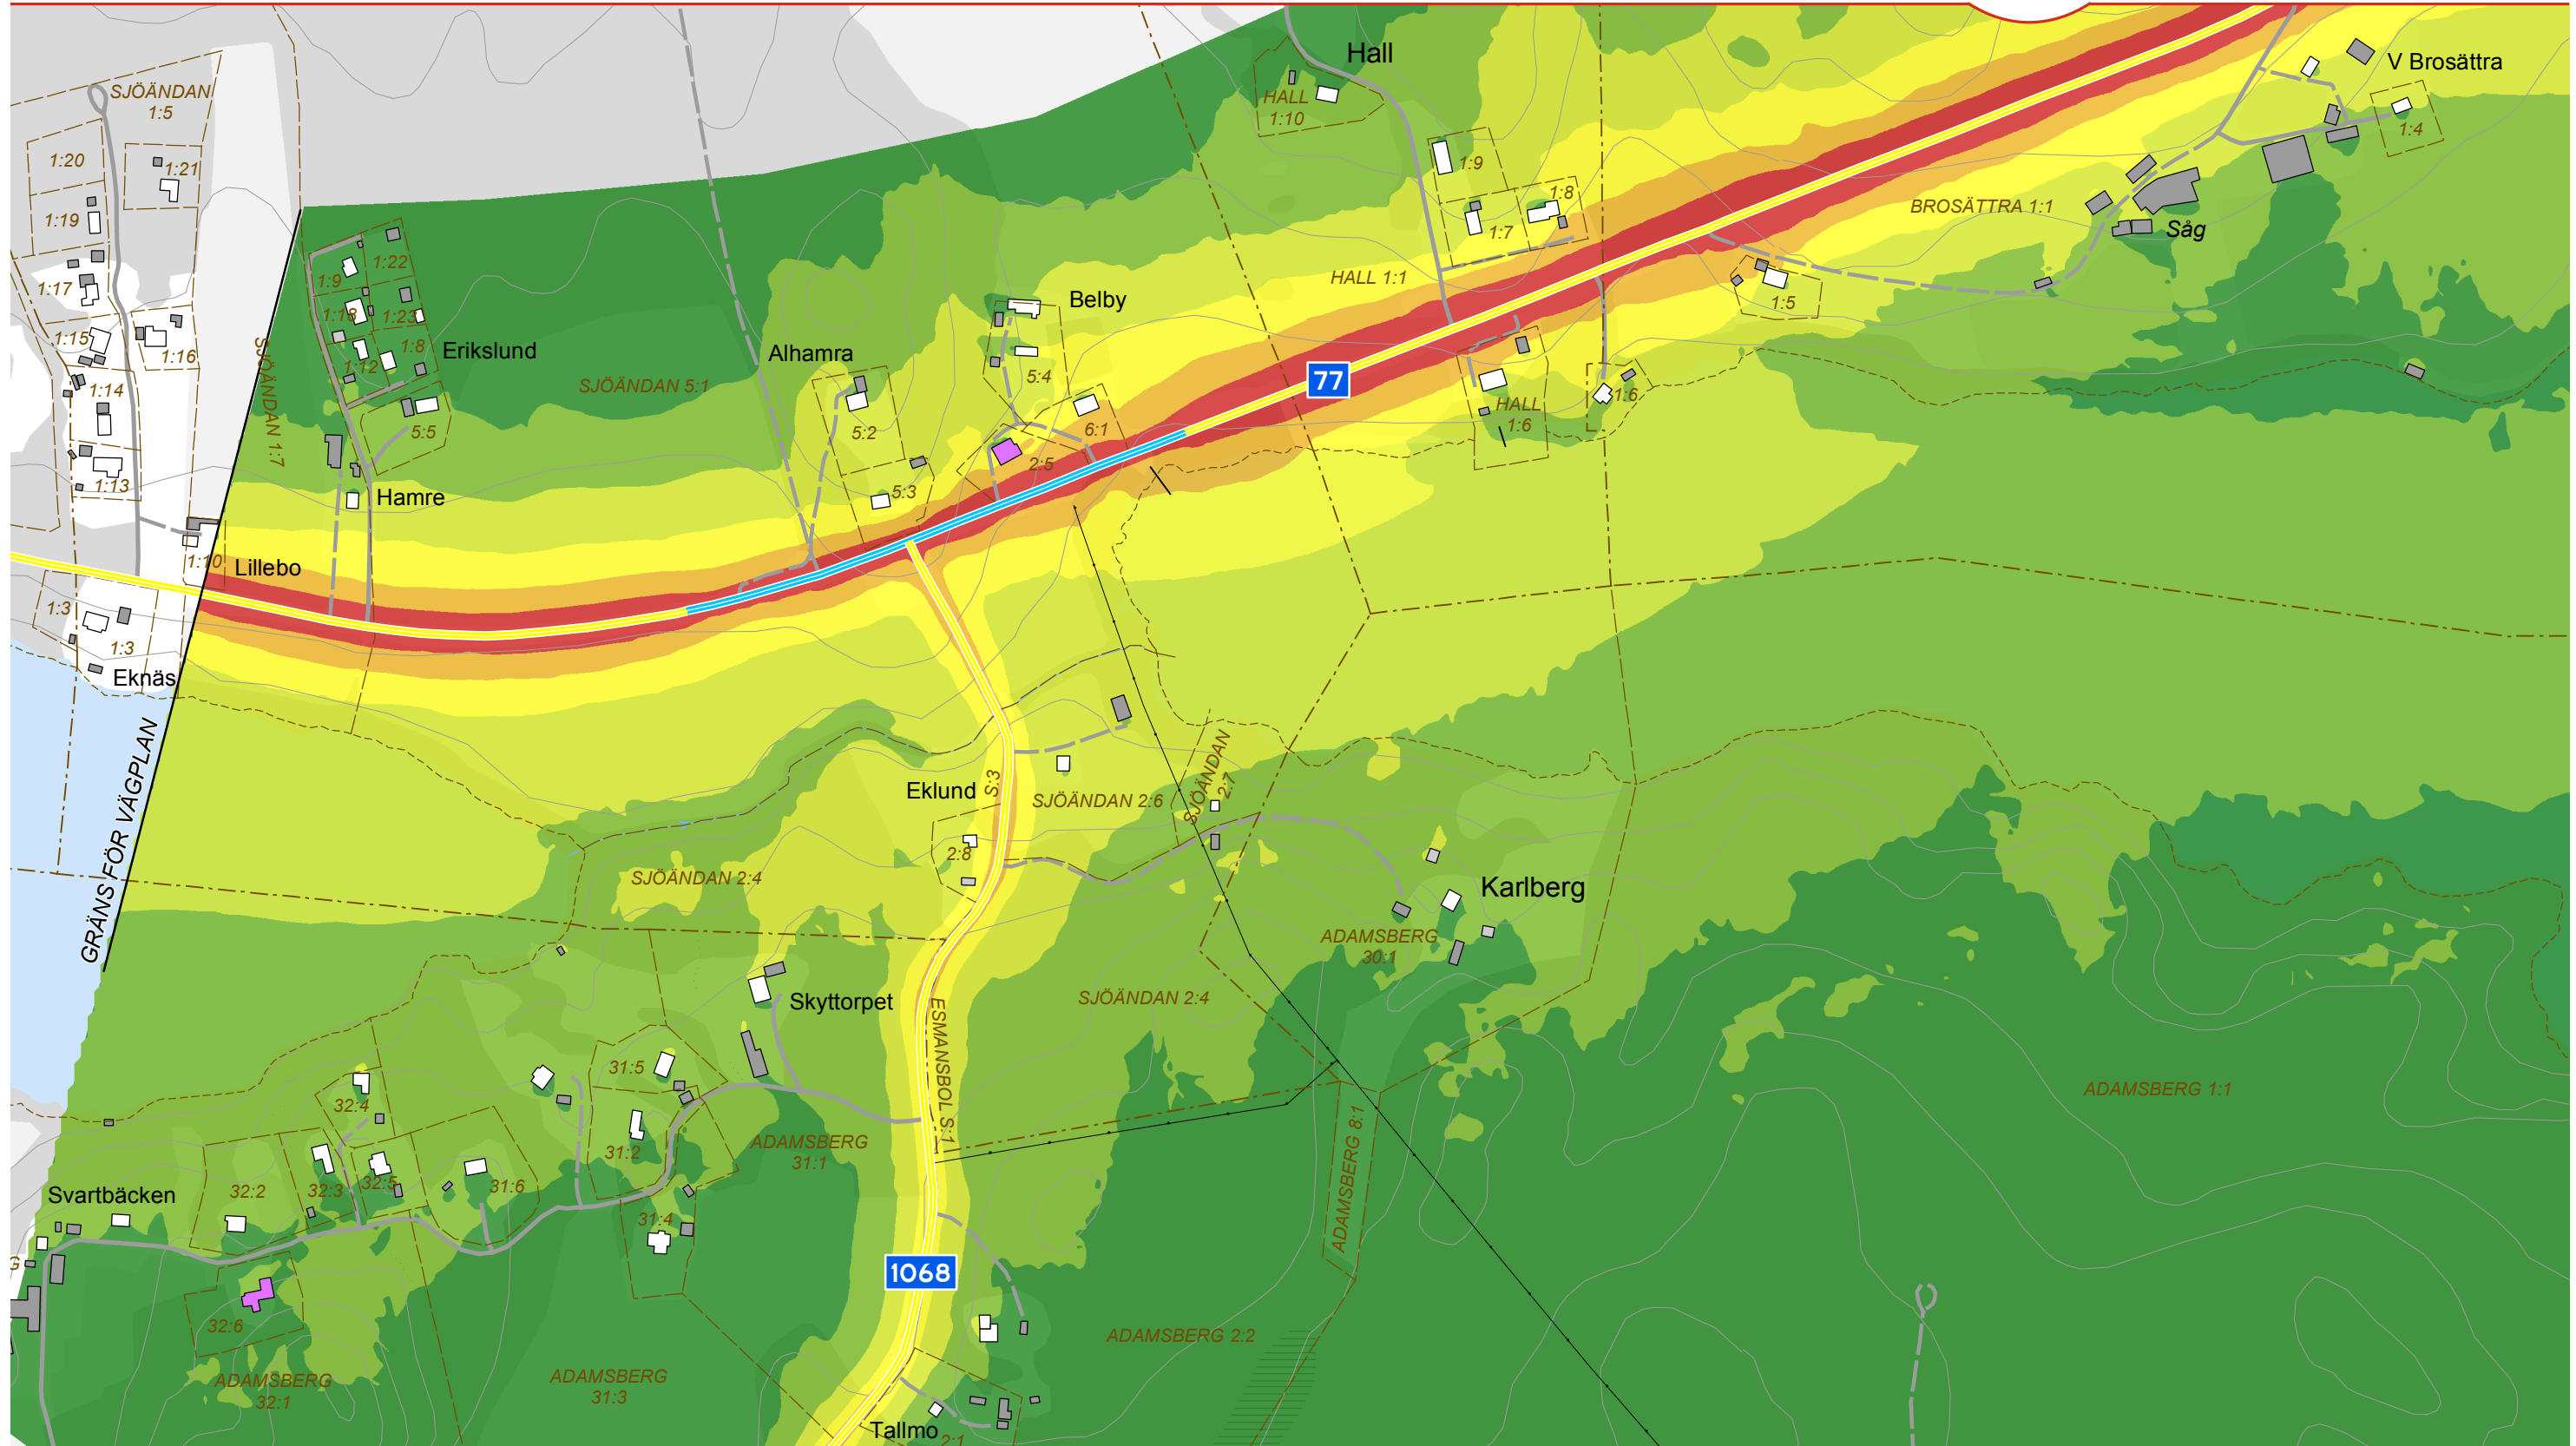 Hall
V Brosättra
SJÖÄNDAN
1:5
HALL
1:10
1:4
1:20
1:21
1:9
1:8
1:19
1:7
BROSÄTTRA 1:1
Såg
1:22
1:9
HALL 1:1
1:17
1:18
1:23
Belby
1:5
1:15
1:16
1:12
1:8
Erikslund
Alhamra
SJÖÄNDAN 1:7
SJÖÄNDAN 5:1
5:4
77
1:14
1:6
HALL
1:6
5:5
5:2
6:1
2:5
1:13
Hamre
5:3
1:10
Lillebo
1:3
1:3
Eknäs
GRÄNS FÖR VÄGPLAN
SJÖÄNDAN
2:7
Eklund
S:3
SJÖÄNDAN 2:6
2:8
SJÖÄNDAN 2:4
Karlberg
ADAMSBERG
30:1
Skyttorpet
SJÖÄNDAN 2:4
ESMANSBOL S:1
31:5
32:4
ADAMSBERG 1:1
ADAMSBERG
31:1
31:2
ADAMSBERG 8:1
Svartbäcken
32:2
32:3
32:5
31:6
31:4
G
1068
32:6
ADAMSBERG 2:2
ADAMSBERG
32:1
ADAMSBERG
31:3
Tallmo
2:1